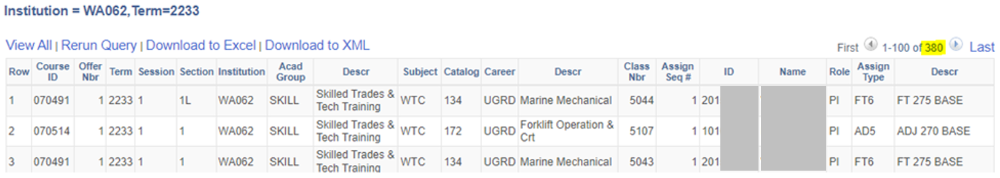 Institution = WA062,Term=2233
View All | Rerun Query | Download to Excel | Download to XML First 1-100 of 380 Last
Row Course ID Offer Nbr Term Session Section Institution Acad Group Descr Subject Catalog Career Descr Class Nbr Assign Seq # ID Name Role Assign Type Descr
1 070491 1 2233 1 1L WA062 SKILL Skilled Trades & Tech Training WTC 134 UGRD Marine Mechanical 5044 1 201 PI FT6 FT 275 BASE
2 070514 1 2233 1 1 WA062 SKILL Skilled Trades & Tech Training WTC 172 UGRD Forklift Operation & Crt 5107 1 101 PI AD5 ADJ 270 BASE
3 070491 1 2233 1 1 WA062 SKILL Skilled Trades & Tech Training WTC 134 UGRD Marine Mechanical 5043 1 201 PI FT6 FT 275 BASE